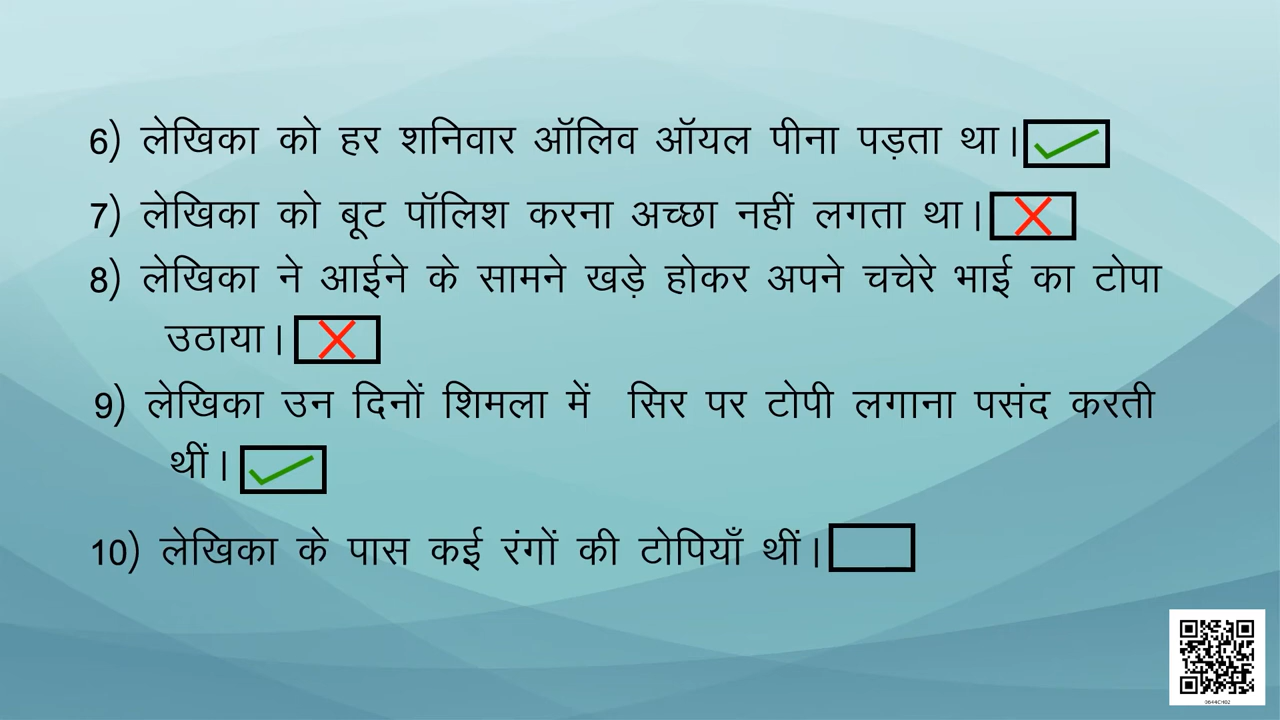 6) लेखिका को हर शनिवार ऑलिव ऑयल पीना पड़ता था।
7) लेखिका को बूट पॉलिश करना अच्छा नहीं लगता था।
8) लेखिका ने आईने के सामने खड़े होकर अपने चचेरे भाई का टोपा
उठाया।
9) लेखिका उन दिनों शिमला में सिर पर टोपी लगाना पसंद करती
थीं।
10) लेखिका के पास कई रंगों की टोपियाँ थीं।